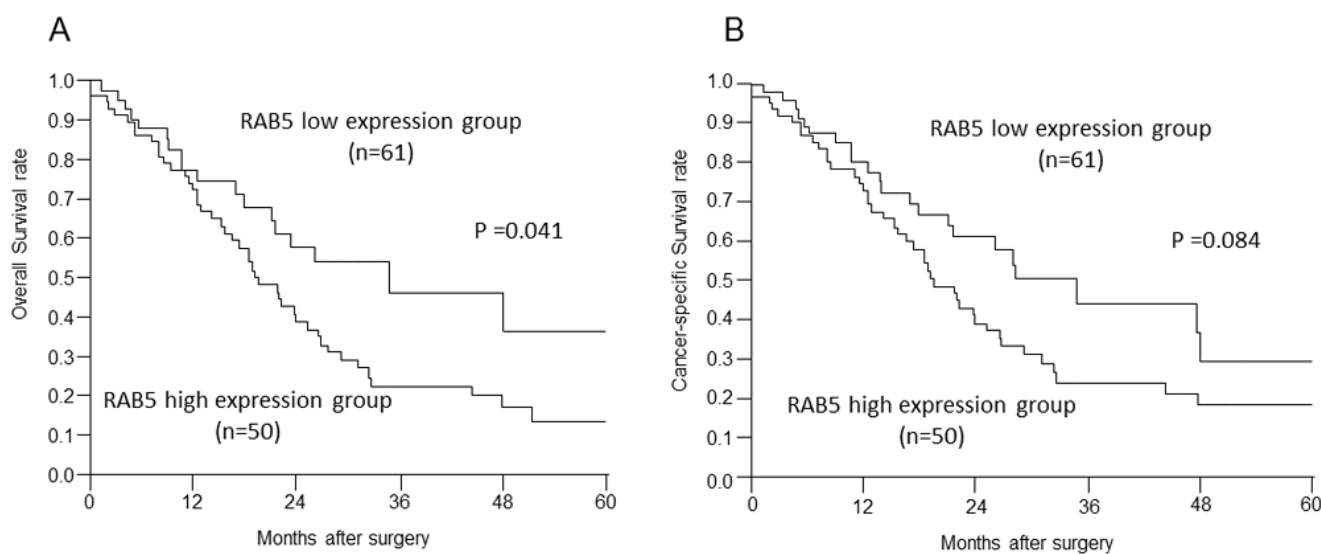 A
Overall Survival rate
1.0
0.9
0.8
0.7
0.6
0.5
0.4
0.3
0.2
0.1
0.0
RAB5 low expression group
(n=61)
P =0.041
RAB5 high expression group
(n=50)
0 12 24 36 48 60
Months after surgery
B
Cancer-specific Survival rate
1.0
0.9
0.8
0.7
0.6
0.5
0.4
0.3
0.2
0.1
0.0
RAB5 low expression group
(n=61)
P =0.084
RAB5 high expression group
(n=50)
0 12 24 36 48 60
Months after surgery